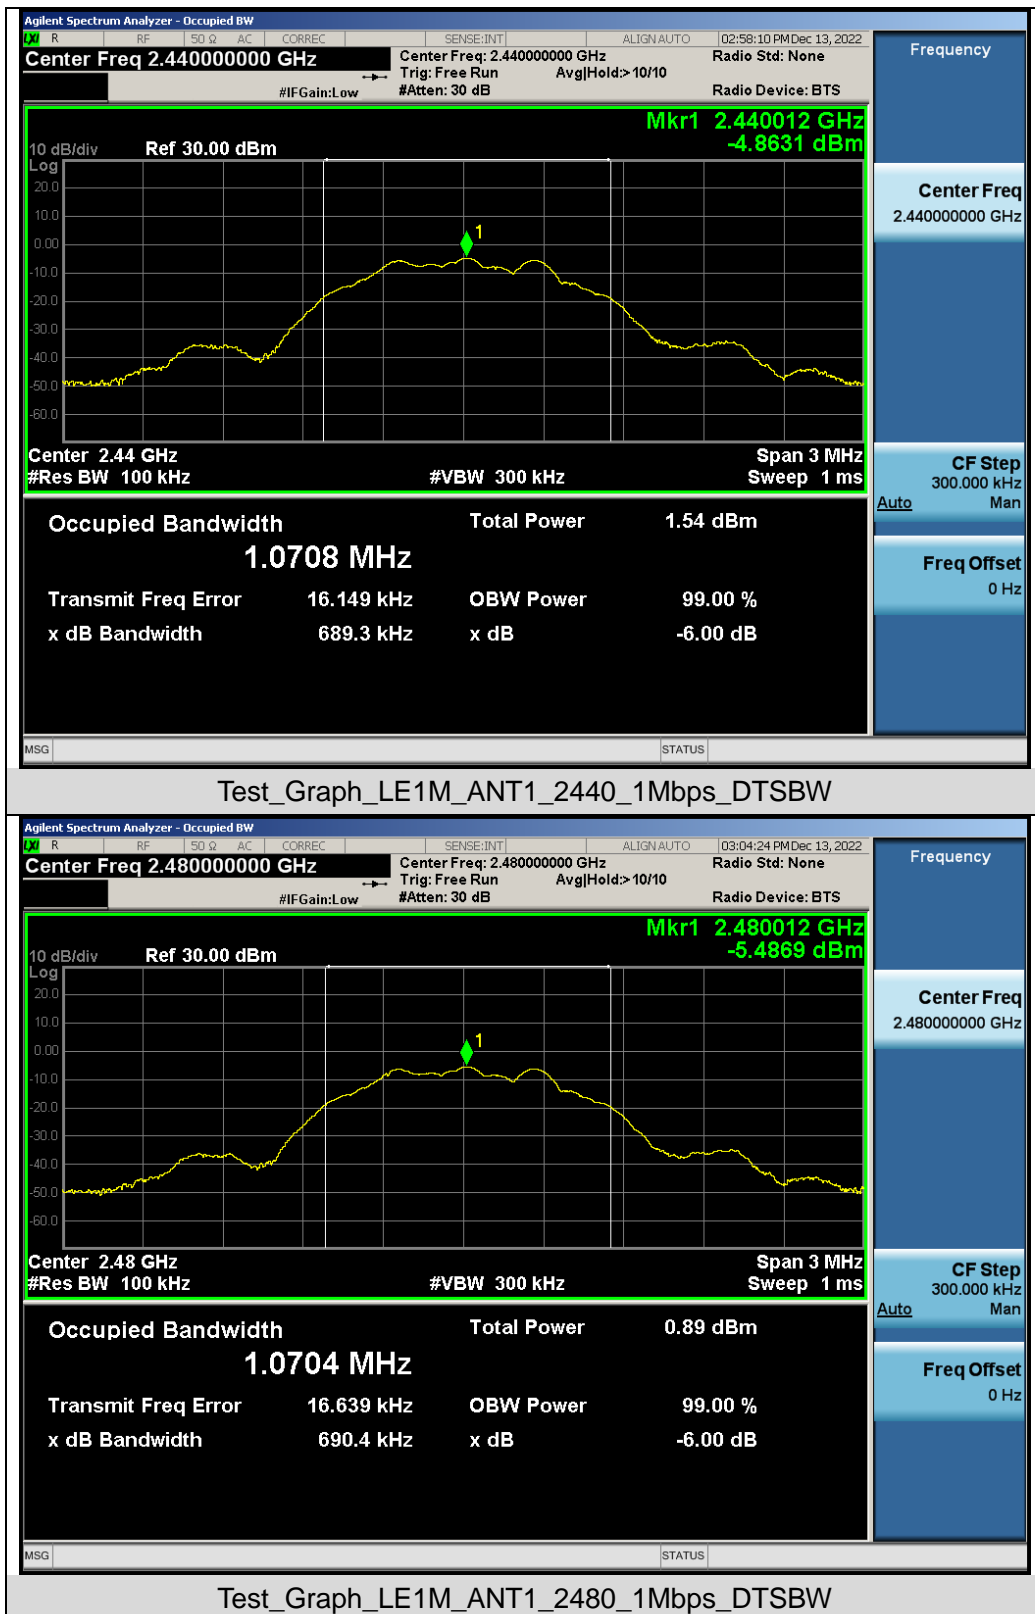 Agilent Spectrum Analyzer - Occupied BW
LXI R RF 50 Ω AC CORREC SENSE:INT ALIGN AUTO 02:58:10 PM Dec 13, 2022
Center Freq 2.440000000 GHz
Center Freq: 2.440000000 GHz Radio Std: None
Trig: Free Run Avg|Hold:>10/10
#IFGain:Low #Atten: 30 dB Radio Device: BTS
Frequency
Mkr1 2.440012 GHz
-4.8631 dBm
10 dB/div Ref 30.00 dBm
Log
20.0
10.0
0.00
-10.0
-20.0
-30.0
-40.0
-50.0
-60.0
1
Center 2.44 GHz Span 3 MHz
#Res BW 100 kHz #VBW 300 kHz Sweep 1 ms
Center Freq
2.440000000 GHz
CF Step
300.000 kHz
Auto Man
Freq Offset
0 Hz
Occupied Bandwidth Total Power 1.54 dBm
1.0708 MHz
Transmit Freq Error 16.149 kHz OBW Power 99.00 %
x dB Bandwidth 689.3 kHz x dB -6.00 dB
MSG STATUS
Test_Graph_LE1M_ANT1_2440_1Mbps_DTSBW
Agilent Spectrum Analyzer - Occupied BW
LXI R RF 50 Ω AC CORREC SENSE:INT ALIGN AUTO 03:04:24 PM Dec 13, 2022
Center Freq 2.480000000 GHz
Center Freq: 2.480000000 GHz Radio Std: None
Trig: Free Run Avg|Hold:>10/10
#IFGain:Low #Atten: 30 dB Radio Device: BTS
Frequency
Mkr1 2.480012 GHz
-5.4869 dBm
10 dB/div Ref 30.00 dBm
Log
20.0
10.0
0.00
-10.0
-20.0
-30.0
-40.0
-50.0
-60.0
1
Center 2.48 GHz Span 3 MHz
#Res BW 100 kHz #VBW 300 kHz Sweep 1 ms
Center Freq
2.480000000 GHz
CF Step
300.000 kHz
Auto Man
Freq Offset
0 Hz
Occupied Bandwidth Total Power 0.89 dBm
1.0704 MHz
Transmit Freq Error 16.639 kHz OBW Power 99.00 %
x dB Bandwidth 690.4 kHz x dB -6.00 dB
MSG STATUS
Test_Graph_LE1M_ANT1_2480_1Mbps_DTSBW